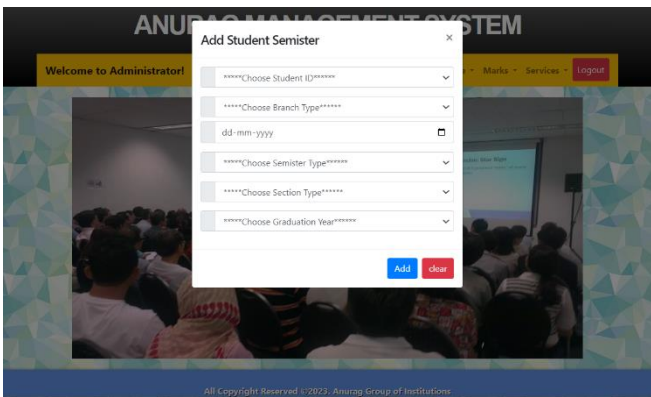 ANURAG MANAGEMENT SYSTEM
Add Student Semister
×
Welcome to Administrator!
Marks
Services
Logout
*****Choose Student ID******
*****Choose Branch Type******
dd-mm-yyyy
*****Choose Semister Type******
*****Choose Section Type******
*****Choose Graduation Year******
Add
clear
All Copyright Reserved ©2023. Anurag Group of Institutions